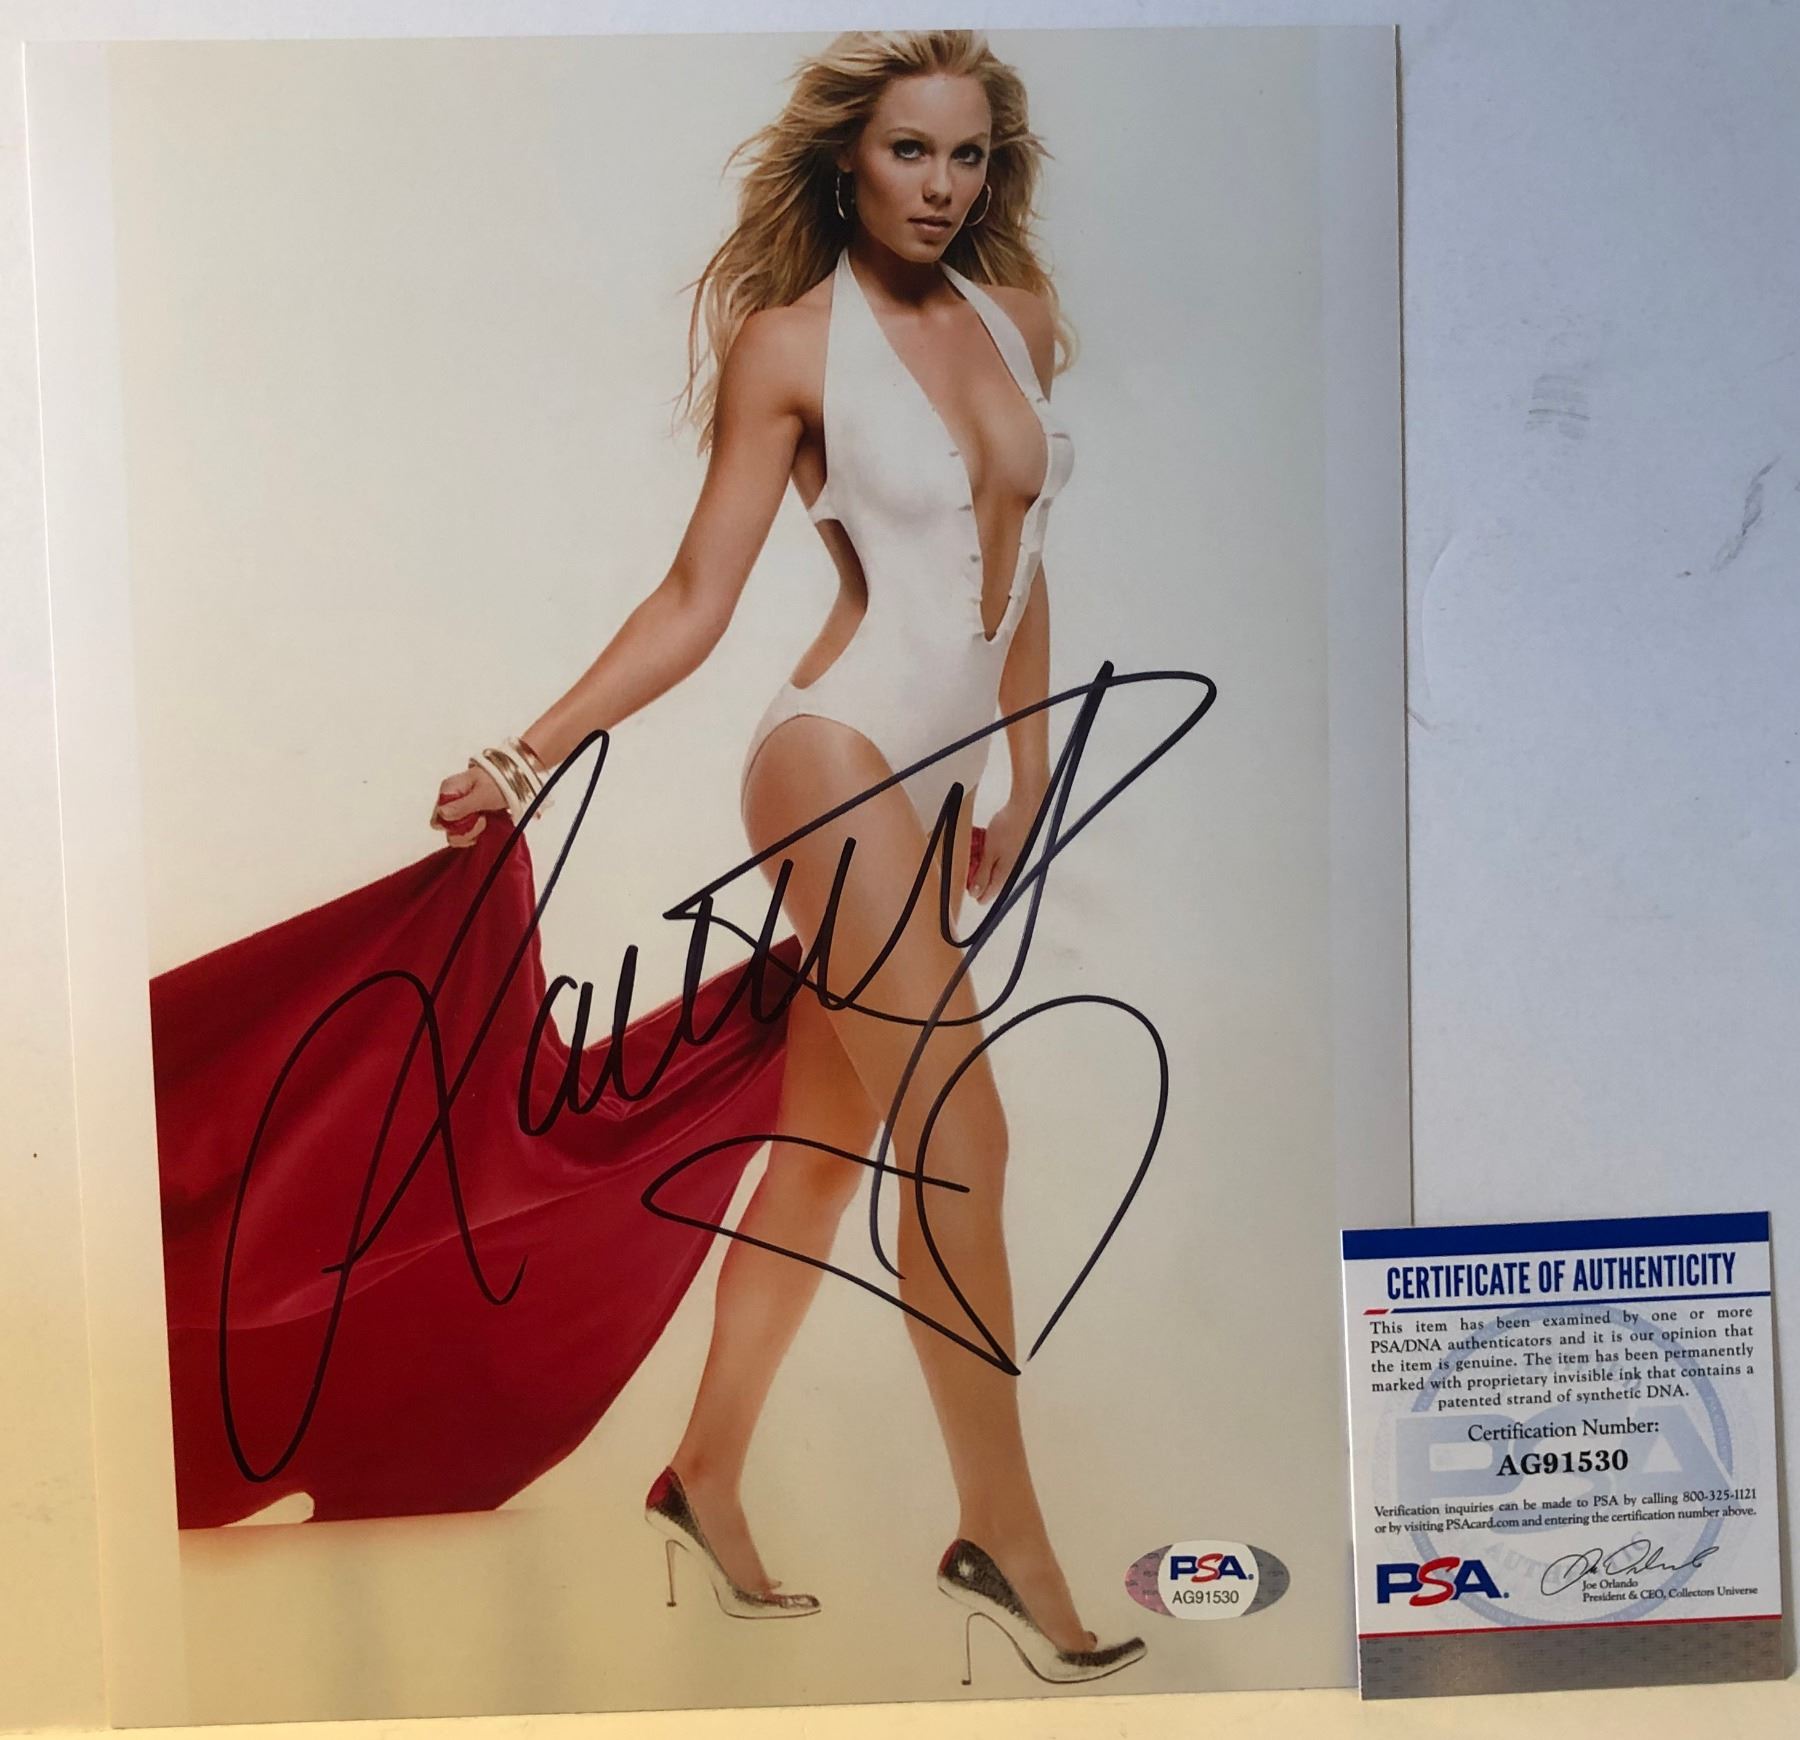 CERTIFICATE OF AUTHENTICITY
This item has been examined by one or more
PSA/DNA authenticators and it is our opinion that
the item is genuine. The item has been permanently
marked with proprietary invisible ink that contains a
patented strand of synthetic DNA.
Certification Number:
AG91530
Verification inquiries can be made to PSA by calling 800-325-1121
or by visiting PSAcard.com and entering the certification number above.
PSA.
Joe Orlando
President & CEO, Collectors Universe
PSA.
AG91530